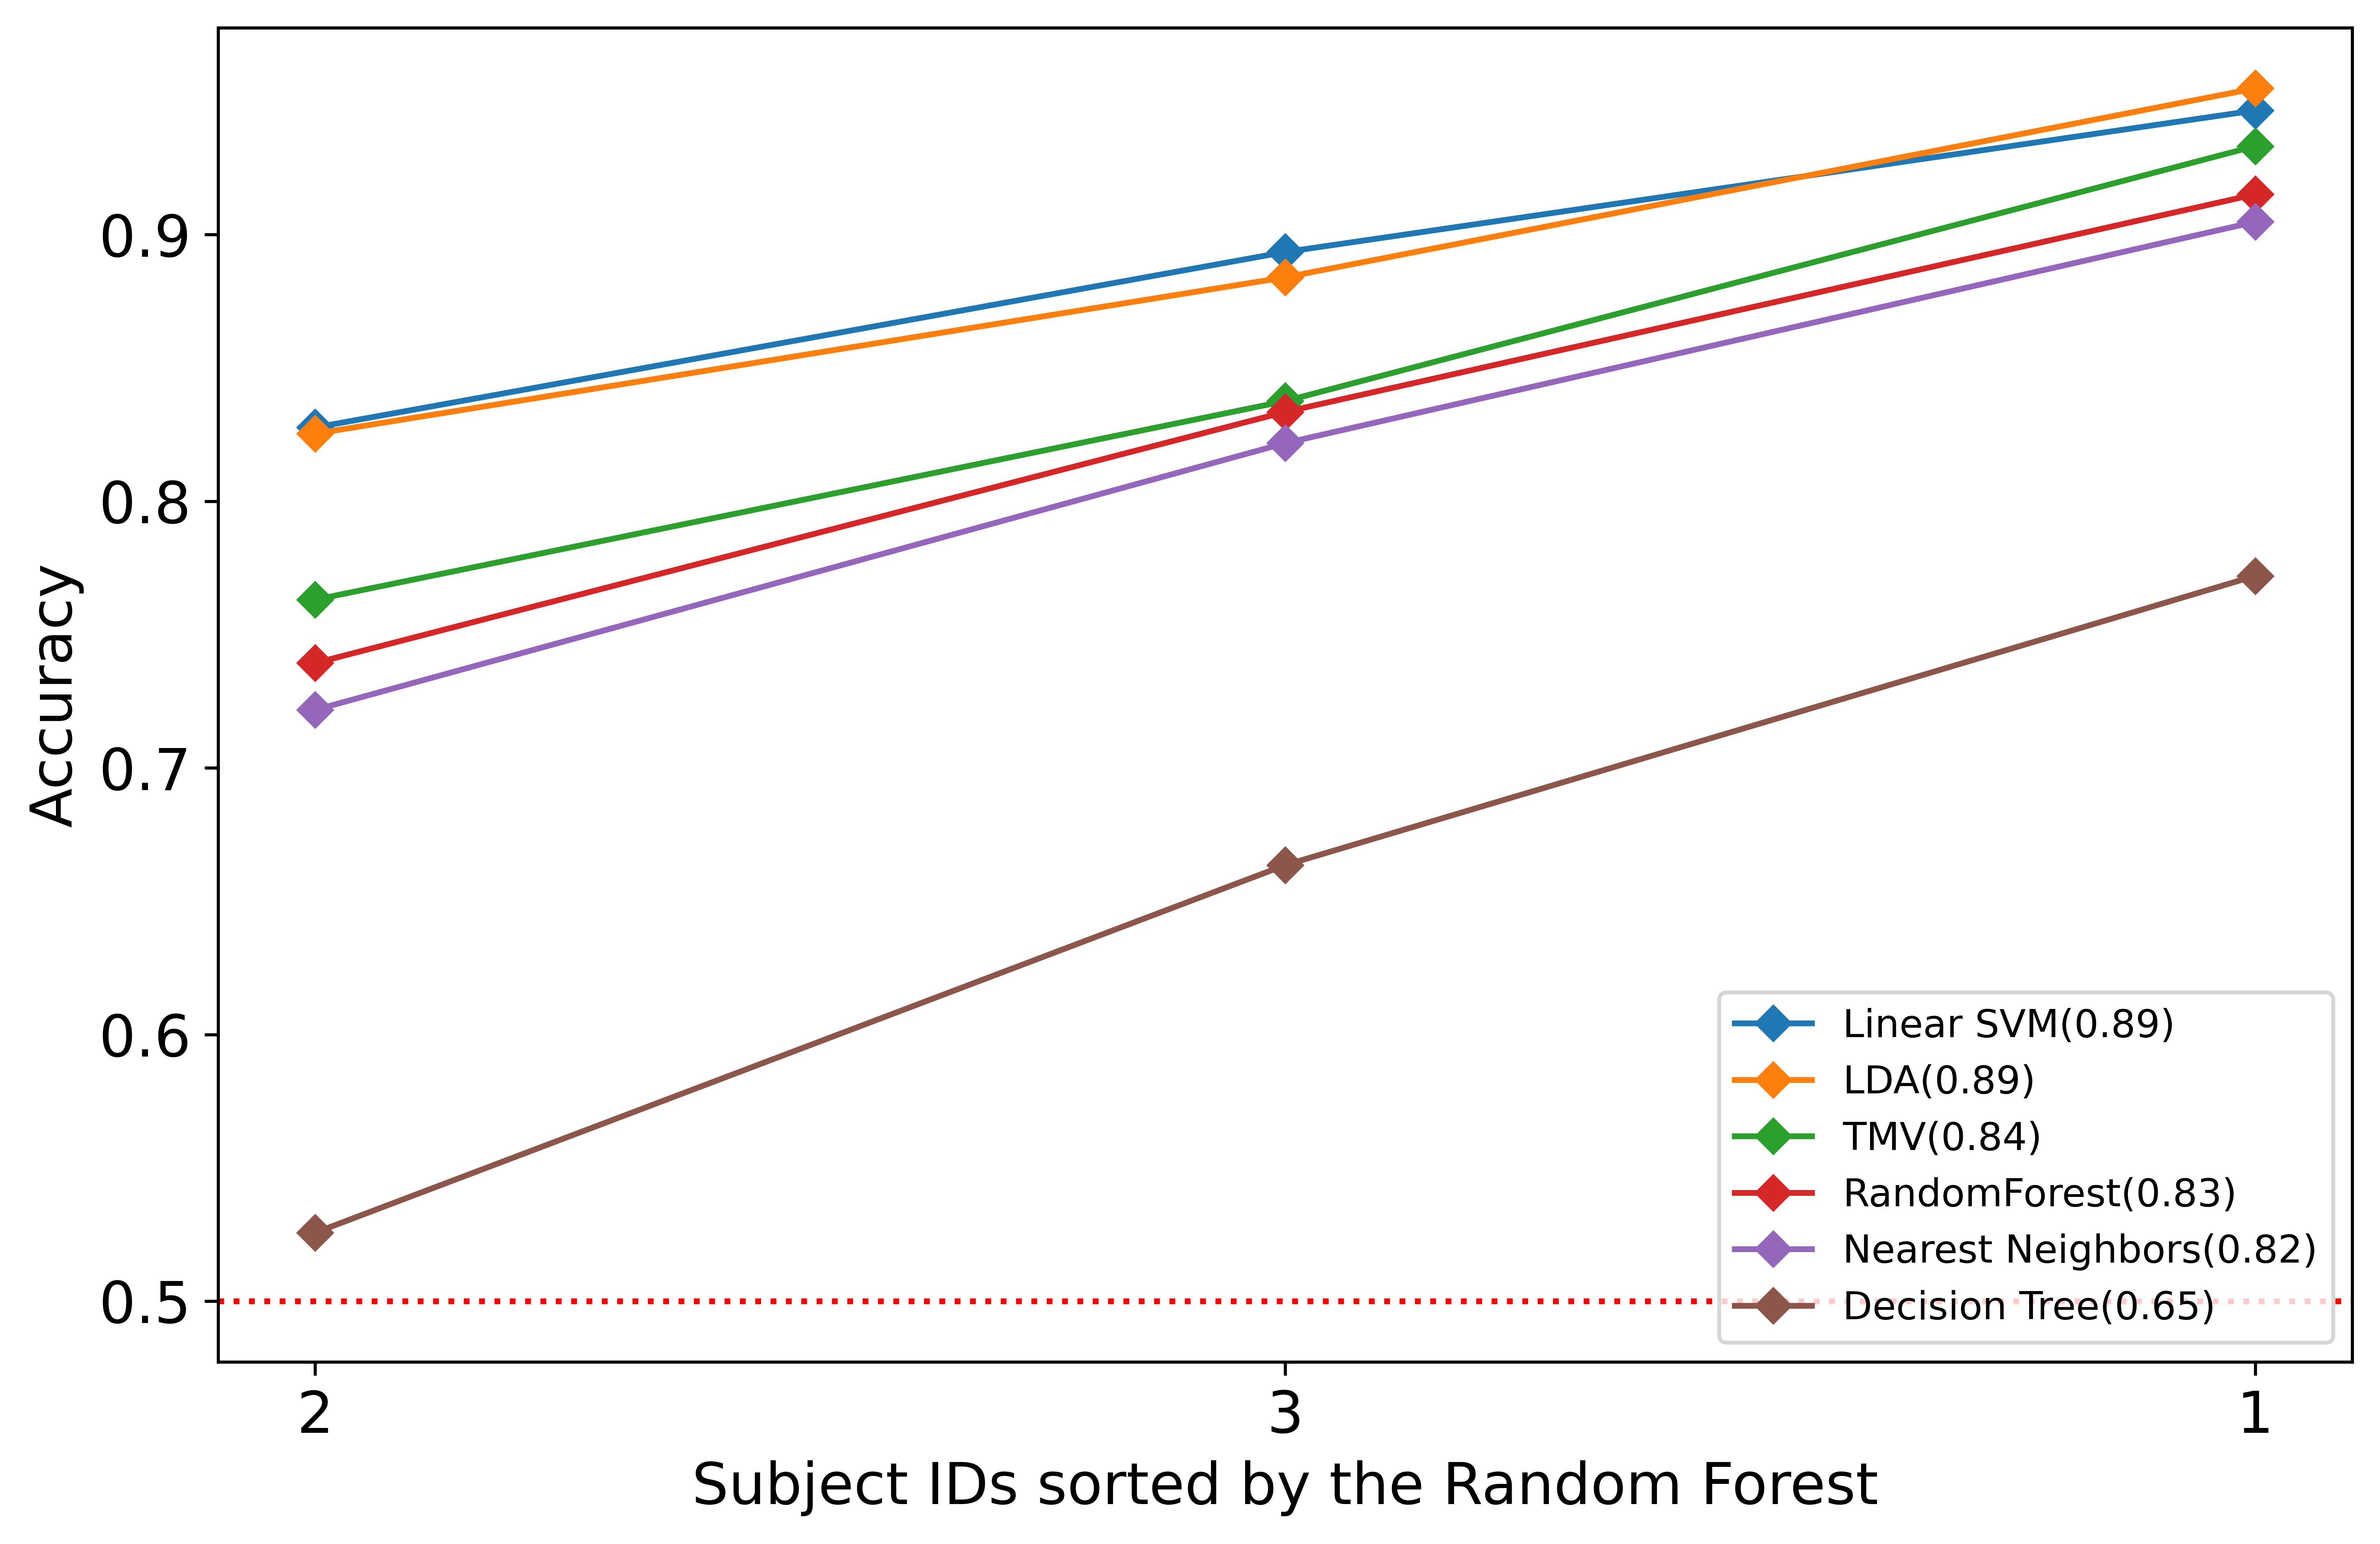 0.9
0.8
0.7
0.6
0.5
Accuracy
2
3
1
Subject IDs sorted by the Random Forest
Linear SVM(0.89)
LDA(0.89)
TMV(0.84)
RandomForest(0.83)
Nearest Neighbors(0.82)
Decision Tree(0.65)